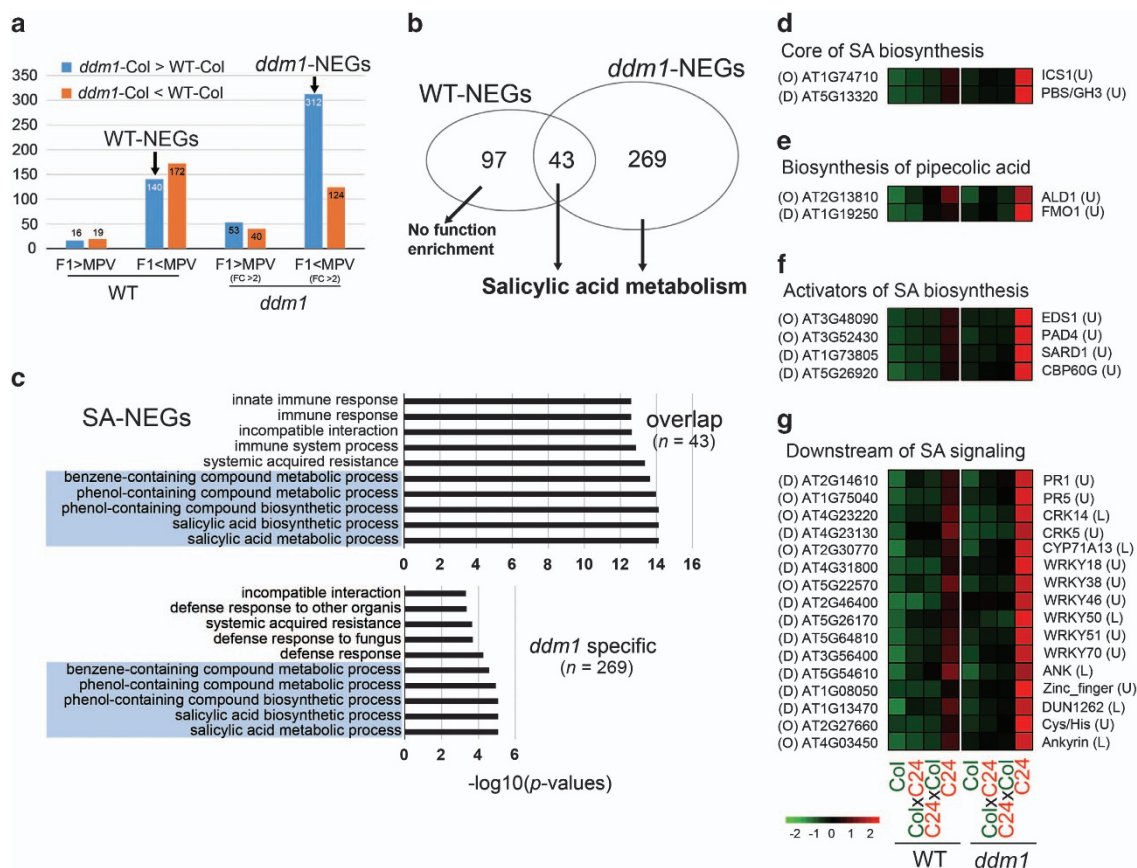 a
ddm1-Col > WT-Col
ddm1-Col < WT-Col
350
300
250
200
150
100
50
0
ddm1-NEGs
WT-NEGs
16
19
140
172
53
40
312
124
F1>MPV
F1<MPV
F1>MPV
(FC >2)
F1<MPV
(FC >2)
WT
ddm1
b
ddm1-NEGs
WT-NEGs
97
43
269
No function
enrichment
Salicylic acid metabolism
c
SA-NEGs
innate immune response
immune response
incompatible interaction
immune system process
systemic acquired resistance
benzene-containing compound metabolic process
phenol-containing compound metabolic process
phenol-containing compound biosynthetic process
salicylic acid biosynthetic process
salicylic acid metabolic process
overlap
(n = 43)
0 2 4 6 8 10 12 14 16
incompatible interaction
defense response to other organis
systemic acquired resistance
defense response to fungus
defense response
benzene-containing compound metabolic process
phenol-containing compound metabolic process
phenol-containing compound biosynthetic process
salicylic acid biosynthetic process
salicylic acid metabolic process
ddm1 specific
(n = 269)
0 2 4 6
-log10(p-values)
d
Core of SA biosynthesis
(O) AT1G74710 ICS1(U)
(D) AT5G13320 PBS/GH3 (U)
e
Biosynthesis of pipecolic acid
(O) AT2G13810 ALD1 (U)
(D) AT1G19250 FMO1 (U)
f
Activators of SA biosynthesis
(O) AT3G48090 EDS1 (U)
(O) AT3G52430 PAD4 (U)
(D) AT1G73805 SARD1 (U)
(D) AT5G26920 CBP60G (U)
g
Downstream of SA signaling
(D) AT2G14610 PR1 (U)
(O) AT1G75040 PR5 (U)
(O) AT4G23220 CRK14 (L)
(D) AT4G23130 CRK5 (U)
(O) AT2G30770 CYP71A13 (L)
(D) AT4G31800 WRKY18 (U)
(O) AT5G22570 WRKY38 (U)
(D) AT2G46400 WRKY46 (U)
(D) AT5G26170 WRKY50 (L)
(D) AT5G64810 WRKY51 (U)
(D) AT3G56400 WRKY70 (U)
(D) AT5G54610 ANK (L)
(D) AT1G08050 Zinc_finger (U)
(D) AT1G13470 DUN1262 (L)
(O) AT2G27660 Cys/His (U)
(O) AT4G03450 Ankyrin (L)
Col
ColxC24
C24xCol
C24
Col
ColxC24
C24xCol
C24
-2 -1 0 1 2
WT
ddm1